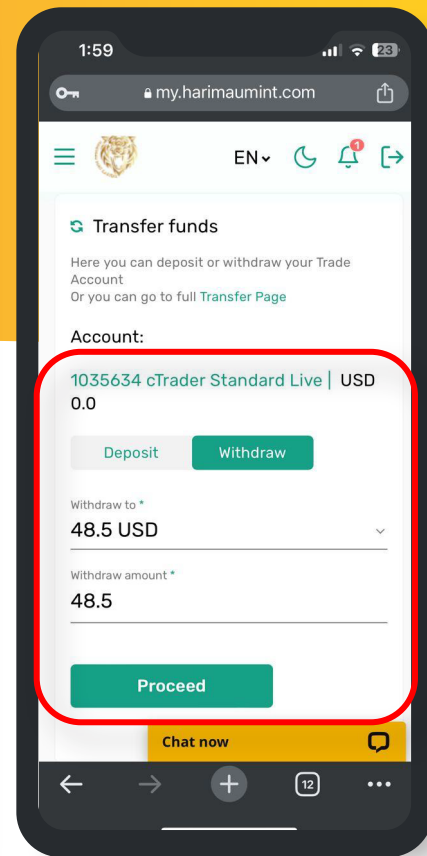 1:59
23
my.harimaumint.com
EN
1
Transfer funds
Here you can deposit or withdraw your Trade
Account
Or you can go to full Transfer Page
Account:
1035634 cTrader Standard Live | USD
0.0
Deposit
Withdraw
Withdraw to *
48.5 USD
Withdraw amount *
48.5
Proceed
Chat now
12